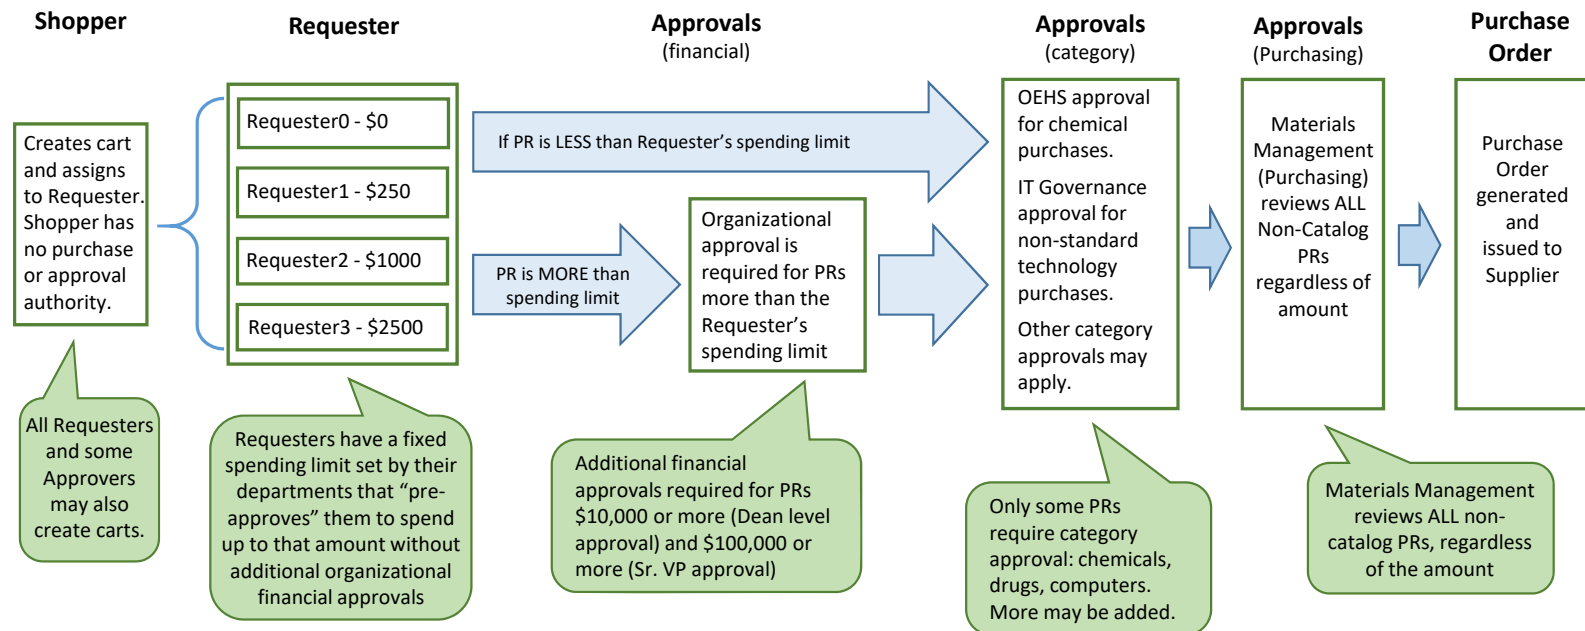 Shopper
Creates cart
and assigns
to Requester.
Shopper has
no purchase
or approval
authority.
All Requesters
and some
Approvers
may also
create carts.
Requester
Requester0 - $0
Requester1 - $250
Requester2 - $1000
Requester3 - $2500
Requesters have a fixed
spending limit set by their
departments that “pre-
approves” them to spend
up to that amount without
additional organizational
financial approvals
Approvals
(financial)
If PR is LESS than Requester’s spending limit
PR is MORE than
spending limit
Organizational
approval is
required for PRs
more than the
Requester’s
spending limit
Additional financial
approvals required for PRs
$10,000 or more (Dean level
approval) and $100,000 or
more (Sr. VP approval)
Approvals
(category)
OEHS approval
for chemical
purchases.
IT Governance
approval for
non-standard
technology
purchases.
Other category
approvals may
apply.
Only some PRs
require category
approval: chemicals,
drugs, computers.
More may be added.
Approvals
(Purchasing)
Materials
Management
(Purchasing)
reviews ALL
Non-Catalog
PRs
regardless of
amount
Materials Management
reviews ALL non-
catalog PRs, regardless
of the amount
Purchase
Order
Purchase
Order
generated
and
issued to
Supplier